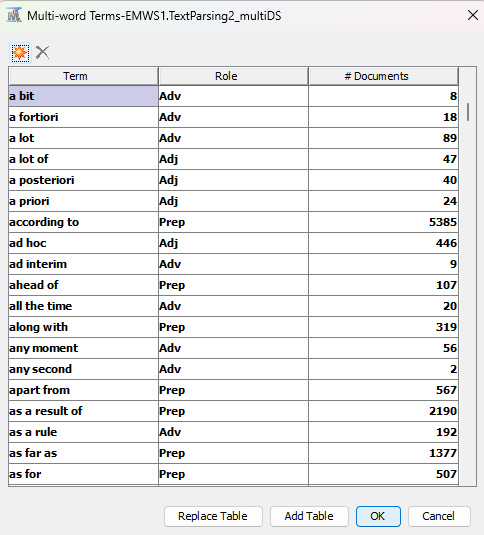 Multi-word Terms-EMWS1.TextParsing2_multiDS
Term Role # Documents
a bit Adv 8
a fortiori Adv 18
a lot Adv 89
a lot of Adj 47
a posteriori Adj 40
a priori Adj 24
according to Prep 5385
ad hoc Adj 446
ad interim Adv 9
ahead of Prep 107
all the time Adv 20
along with Prep 319
any moment Adv 56
any second Adv 2
apart from Prep 567
as a result of Prep 2190
as a rule Adv 192
as far as Prep 1377
as for Prep 507
Replace Table Add Table OK Cancel